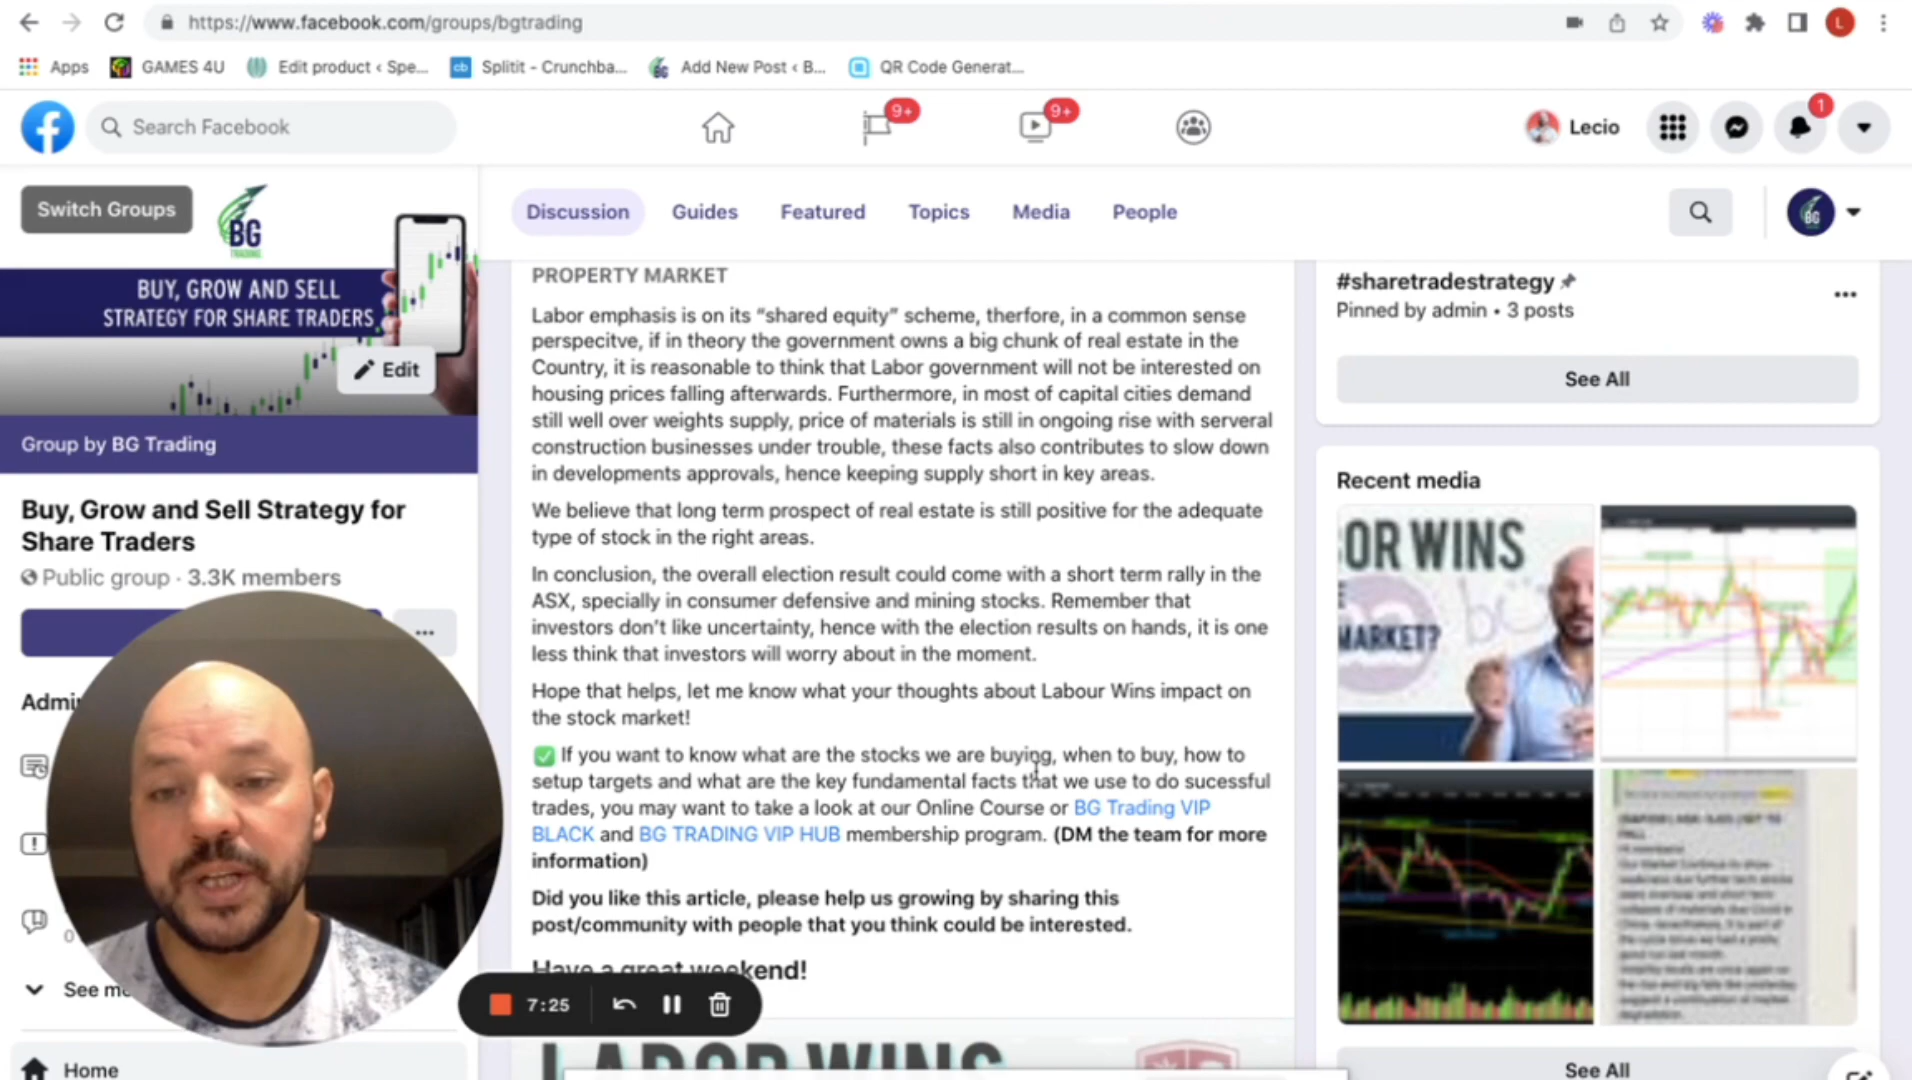 https://www.facebook.com/groups/bgtrading
L
Apps
GAMES 4U
Edit product ‹ Spe...
cb
Splitit - Crunchba...
Add New Post ‹ B...
QR Code Generat...
Search Facebook
9+
9+
Lecio
1
Switch Groups
BG
TRADING
BUY, GROW AND SELL
STRATEGY FOR SHARE TRADERS
Edit
Group by BG Trading
Buy, Grow and Sell Strategy for
Share Traders
Public group · 3.3K members
...
Admi
0
See mo
Home
Discussion
Guides
Featured
Topics
Media
People
BG
PROPERTY MARKET
Labor emphasis is on its “shared equity” scheme, therfore, in a common sense
perspecitve, if in theory the government owns a big chunk of real estate in the
Country, it is reasonable to think that Labor government will not be interested on
housing prices falling afterwards. Furthermore, in most of capital cities demand
still well over weights supply, price of materials is still in ongoing rise with serveral
construction businesses under trouble, these facts also contributes to slow down
in developments approvals, hence keeping supply short in key areas.
We believe that long term prospect of real estate is still positive for the adequate
type of stock in the right areas.
In conclusion, the overall election result could come with a short term rally in the
ASX, specially in consumer defensive and mining stocks. Remember that
investors don’t like uncertainty, hence with the election results on hands, it is one
less think that investors will worry about in the moment.
Hope that helps, let me know what your thoughts about Labour Wins impact on
the stock market!
✅ If you want to know what are the stocks we are buying, when to buy, how to
setup targets and what are the key fundamental facts that we use to do sucessful
trades, you may want to take a look at our Online Course or BG Trading VIP
BLACK and BG TRADING VIP HUB membership program. (DM the team for more
information)
Did you like this article, please help us growing by sharing this
post/community with people that you think could be interested.
Have a great weekend!
7:25
LABOR WINS
#sharetradestrategy
Pinned by admin • 3 posts
...
See All
Recent media
OR WINS
MARKET?
See All